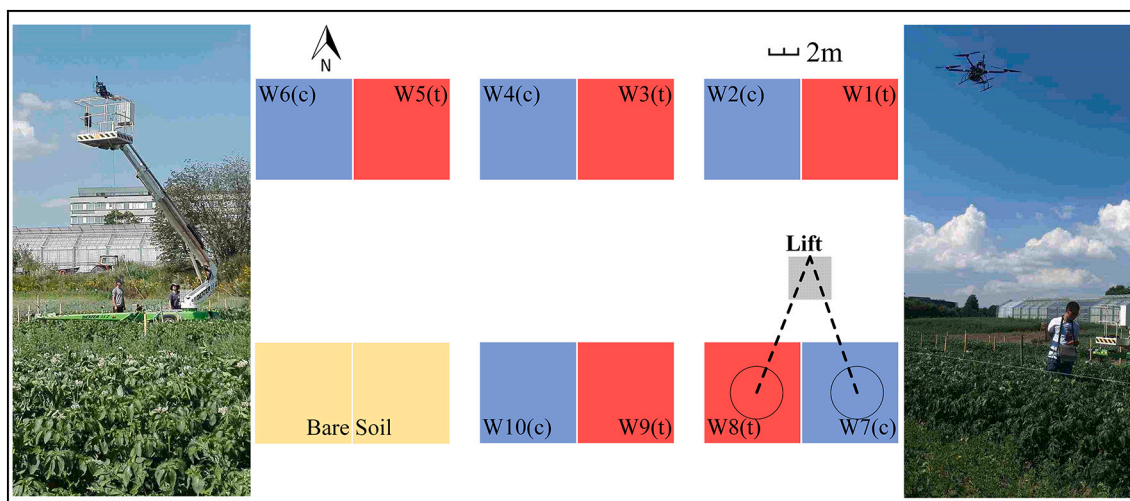 N
2m
W6(c)
W5(t)
W4(c)
W3(t)
W2(c)
W1(t)
Lift
Bare Soil
W10(c)
W9(t)
W8(t)
W7(c)